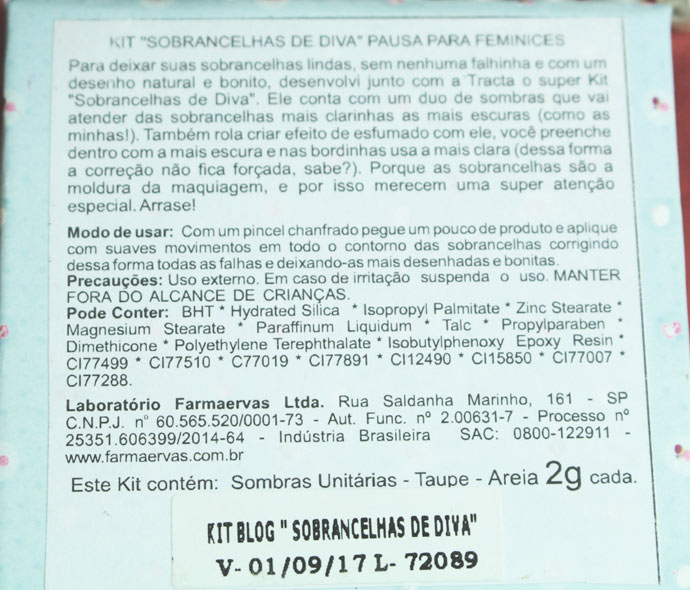 KIT "SOBRANCELHAS DE DIVA" PAUSA PARA FEMINICES
Para deixar suas sobrancelhas lindas, sem nenhuma falhinha e com um
desenho natural e bonito, desenvolvi junto com a Tracta o super Kit
"Sobrancelhas de Diva". Ele conta com um duo de sombras que vai
atender das sobrancelhas mais clarinhas as mais escuras (como as
minhas!). Também rola criar efeito de esfumado com ele, você preenche
dentro com a mais escura e nas bordinhas usa a mais clara (dessa forma
a correção não fica forçada, sabe?). Porque as sobrancelhas são a
moldura da maquiagem, e por isso merecem uma super atenção
especial. Arrase!
Modo de usar: Com um pincel chanfrado pegue um pouco de produto e aplique
com suaves movimentos em todo o contorno das sobrancelhas corrigindo
dessa forma todas as falhas e deixando-as mais desenhadas e bonitas.
Precauções: Uso externo. Em caso de irritação suspenda o uso. MANTER
FORA DO ALCANCE DE CRIANÇAS.
Pode Conter: BHT * Hydrated Silica * Isopropyl Palmitate * Zinc Stearate *
Magnesium Stearate * Paraffinum Liquidum * Talc * Propylparaben *
Dimethicone * Polyethylene Terephthalate * Isobutylphenoxy Epoxy Resin *
CI77499 * CI77510 * C77019 * CI77891 * CI12490 * CI15850 * CI77007 *
CI77288.
Laboratório Farmaervas Ltda. Rua Saldanha Marinho, 161 - SP
C.N.P.J. nº 60.565.520/0001-73 - Aut. Func. nº 2.00631-7 - Processo nº
25351.606399/2014-64 - Indústria Brasileira SAC: 0800-122911 -
www.farmaervas.com.br
Este Kit contém: Sombras Unitárias - Taupe - Areia 2g cada.
KIT BLOG " SOBRANCELHAS DE DIVA"
V- 01/09/17 L- 72089